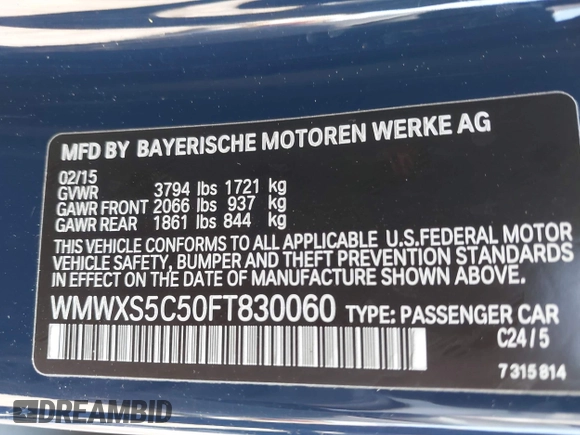 MFD BY BAYERISCHE MOTOREN WERKE AG
02/15
GVWR 3794 lbs 1721 kg
GAWR FRONT 2066 lbs 937 kg
GAWR REAR 1861 lbs 844 kg
THIS VEHICLE CONFORMS TO ALL APPLICABLE U.S.FEDERAL MOTOR
VEHICLE SAFETY, BUMPER AND THEFT PREVENTION STANDARDS
IN EFFECT ON THE DATE OF MANUFACTURE SHOWN ABOVE.
WMWXS5C50FT830060 TYPE: PASSENGER CAR
C24/5
7315814
DREAMBID